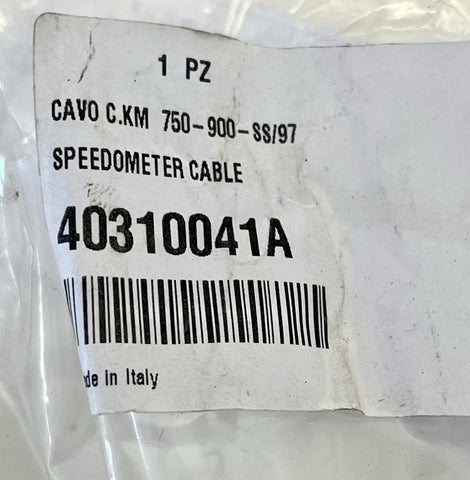 1 PZ
CAVO C.KM 750-900-SS/97
SPEEDOMETER CABLE
40310041A
de in Italy